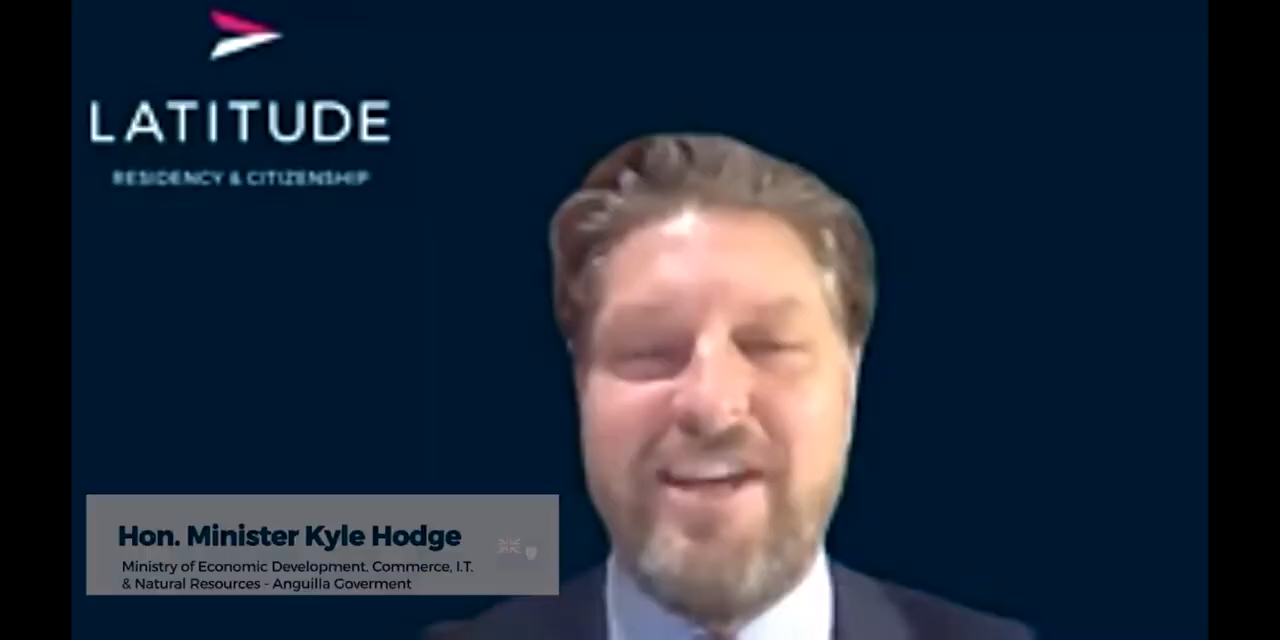 LATITUDE
RESIDENCY & CITIZENSHIP
Hon. Minister Kyle Hodge
Ministry of Economic Development, Commerce, I.T.
& Natural Resources - Anguilla Goverment